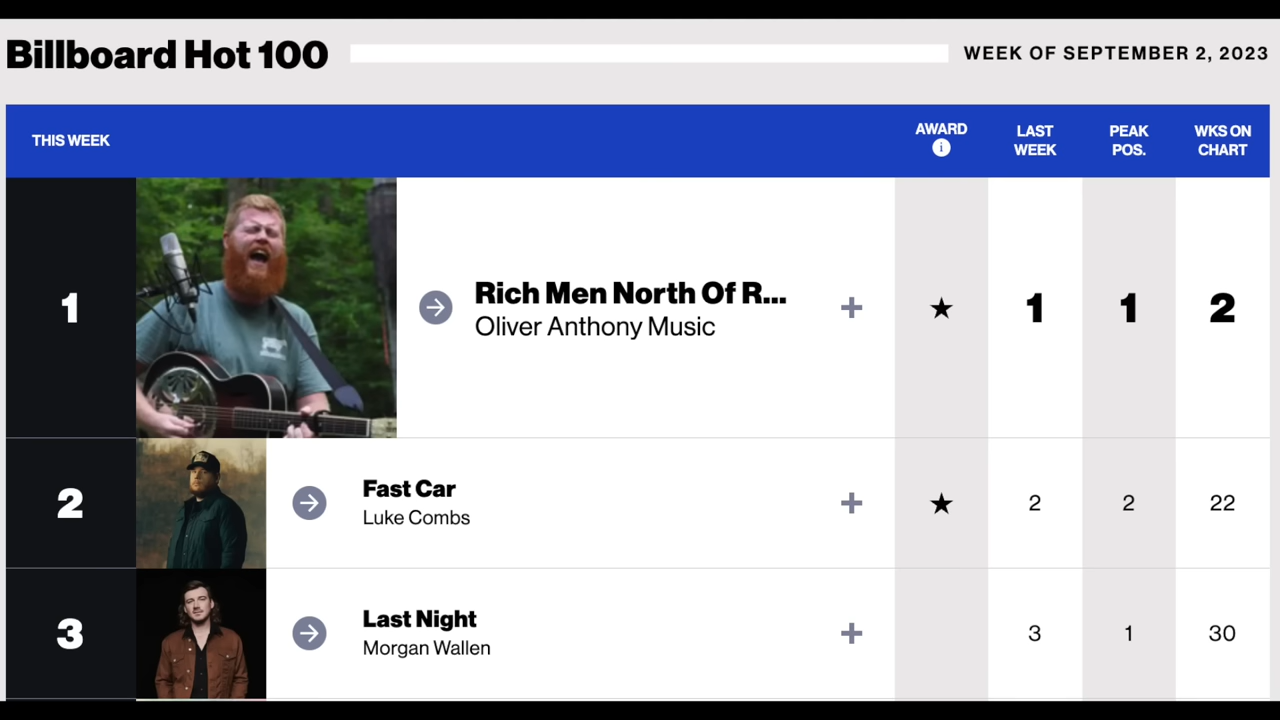 Billboard Hot 100
WEEK OF SEPTEMBER 2, 2023
THIS WEEK
AWARD
i
LAST
WEEK
PEAK
POS.
WKS ON
CHART
1
Rich Men North Of R...
Oliver Anthony Music
+
★
1
1
2
2
Fast Car
Luke Combs
+
★
2
2
22
3
Last Night
Morgan Wallen
+
3
1
30